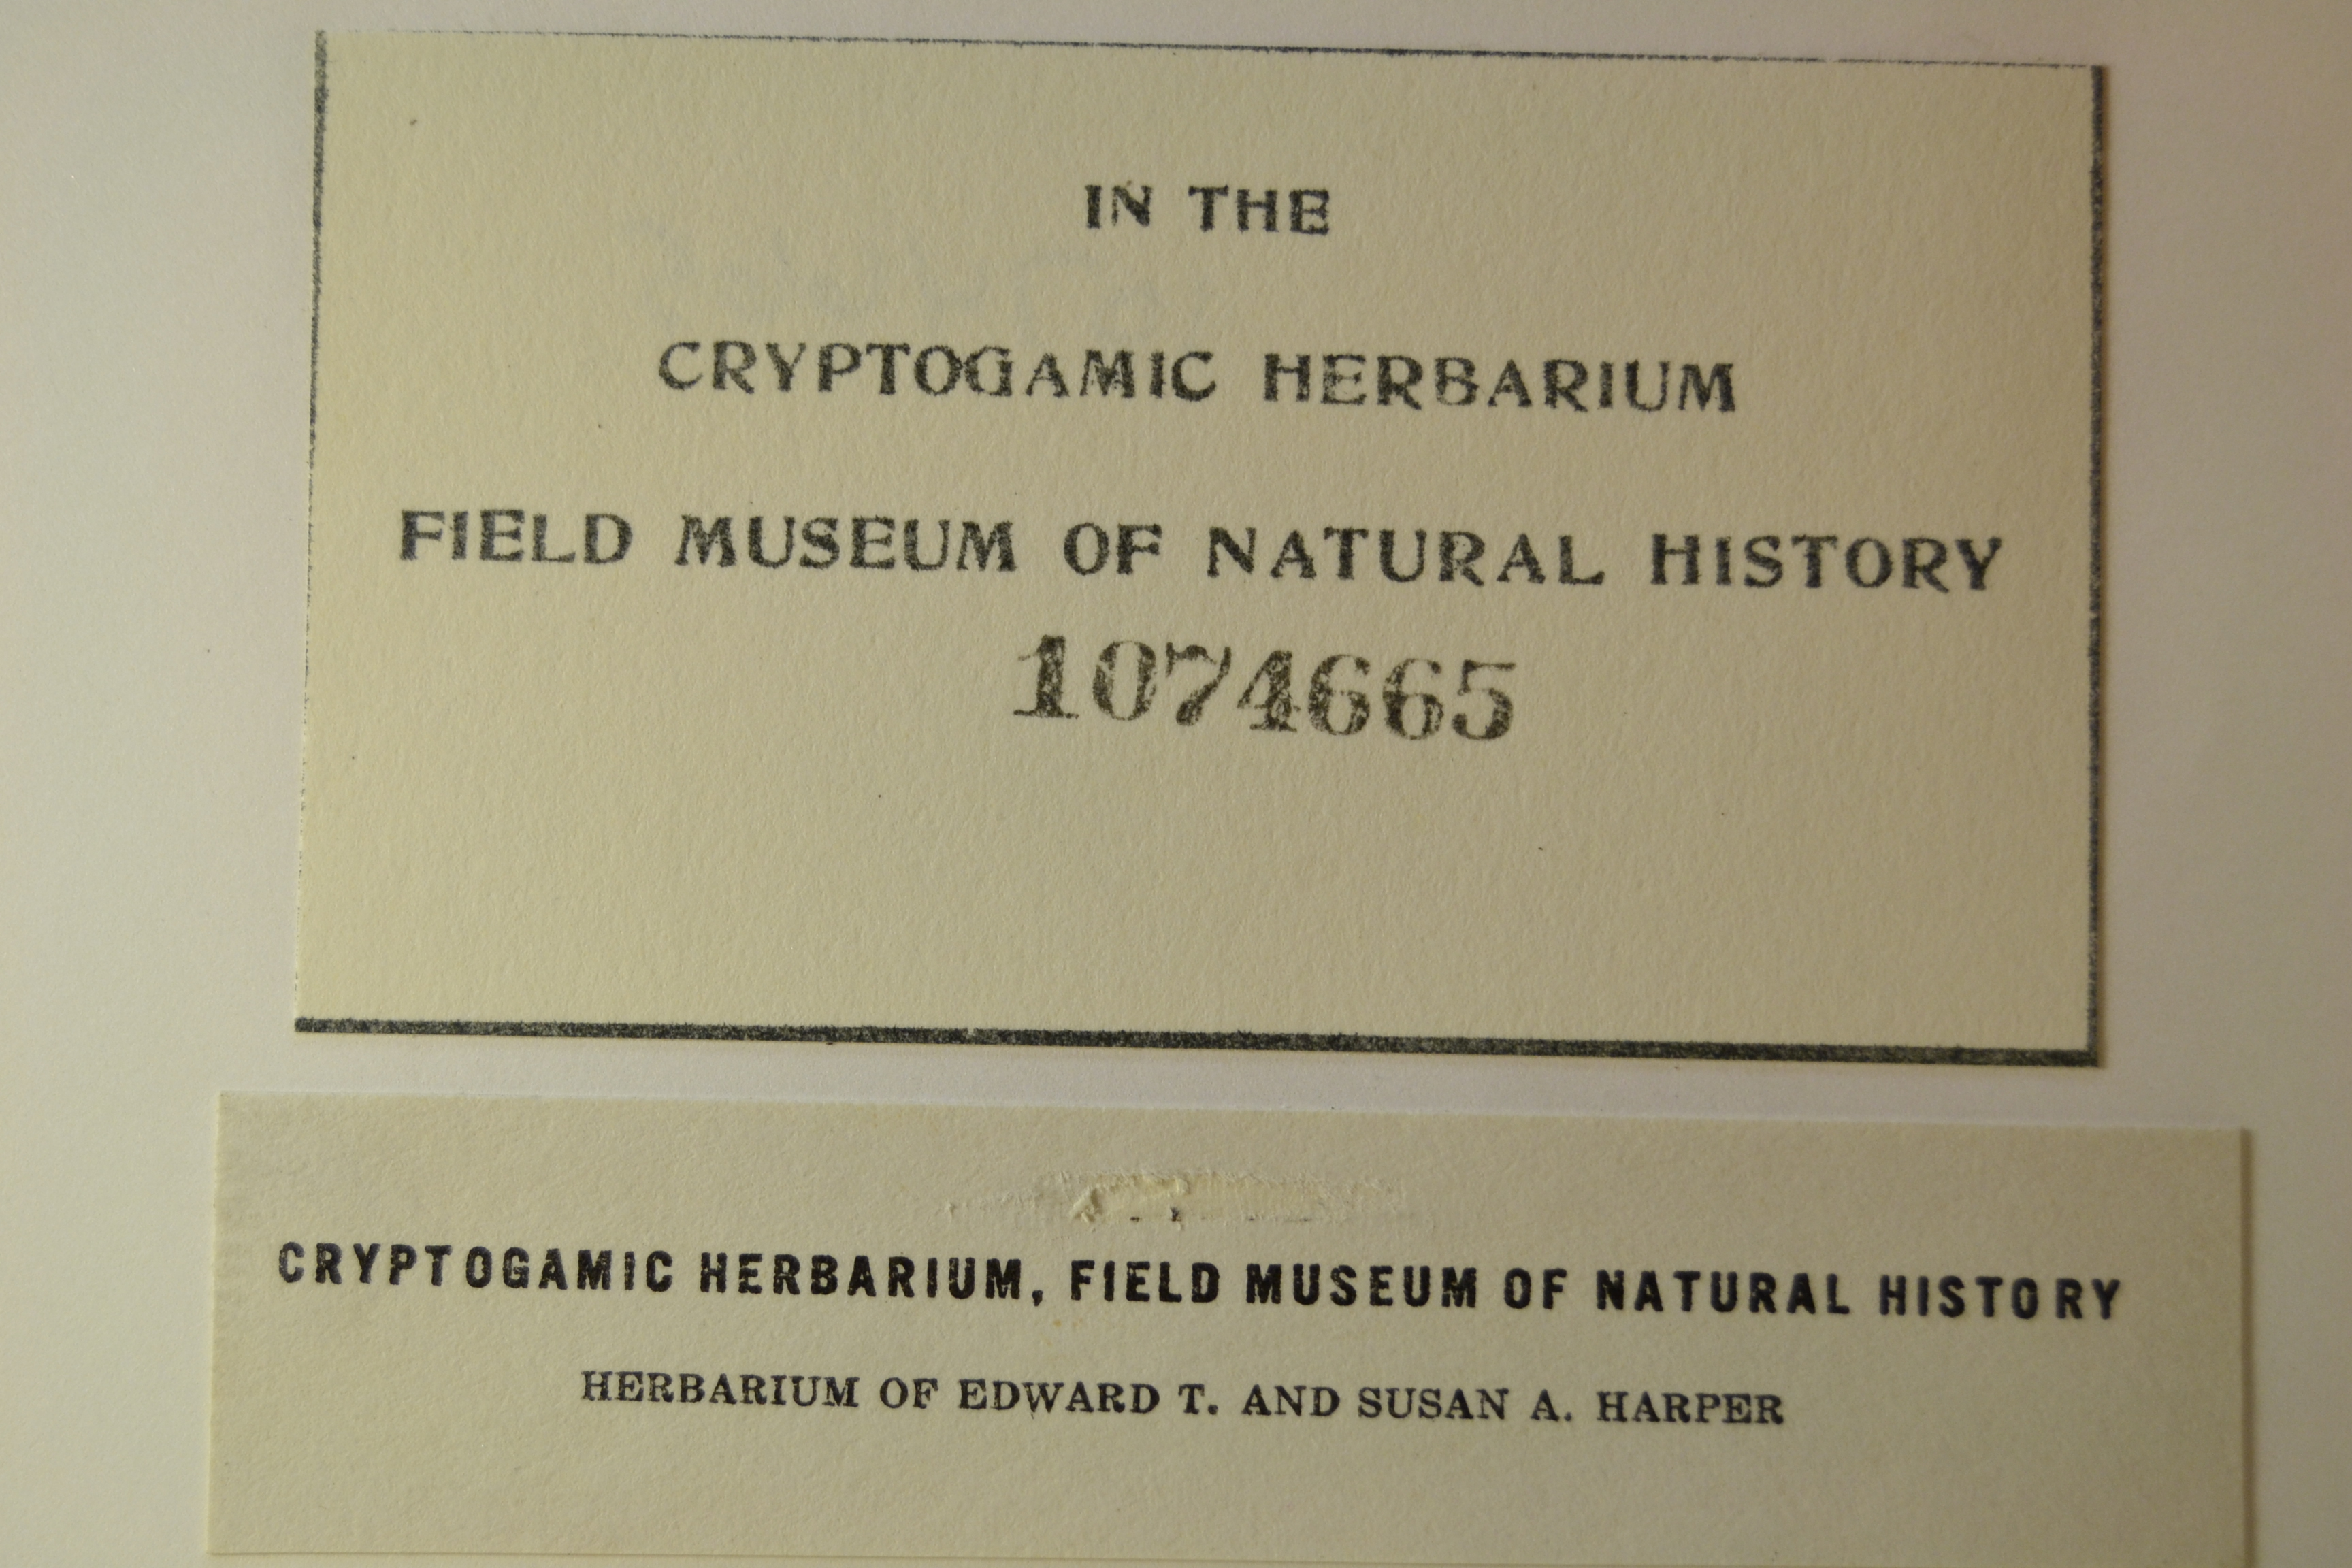 IN THE
CRYPTOGAMIC HERBARIUM
FIELD MUSEUM OF NATURAL HISTORY
1074665
CRYPTOGAMIC HERBARIUM, FIELD MUSEUM OF NATURAL HISTORY
HERBARIUM OF EDWARD T. AND SUSAN A. HARPER